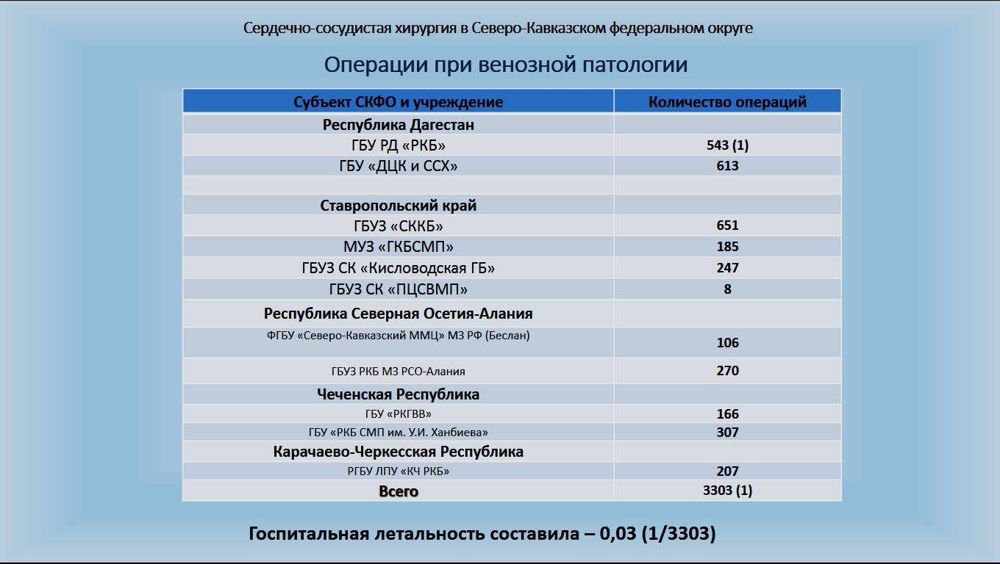 Сердечно-сосудистая хирургия в Северо-Кавказском федеральном округе
Операции при венозной патологии
Субъект СКФО и учреждение Количество операций
Республика Дагестан
ГБУ РД «РКБ» 543 (1)
ГБУ «ДЦК и ССХ» 613
Ставропольский край
ГБУЗ «СККБ» 651
МУЗ «ГКБСМП» 185
ГБУЗ СК «Кисловодская ГБ» 247
ГБУЗ СК «ПЦСВМП» 8
Республика Северная Осетия-Алания
ФГБУ «Северо-Кавказский ММЦ» МЗ РФ (Беслан) 106
ГБУЗ РКБ МЗ РСО-Алания 270
Чеченская Республика
ГБУ «РКГВВ» 166
ГБУ «РКБ СМП им. У.И. Ханбиева» 307
Карачаево-Черкесская Республика
РГБУ ЛПУ «КЧ РКБ» 207
Всего 3303 (1)
Госпитальная летальность составила – 0,03 (1/3303)